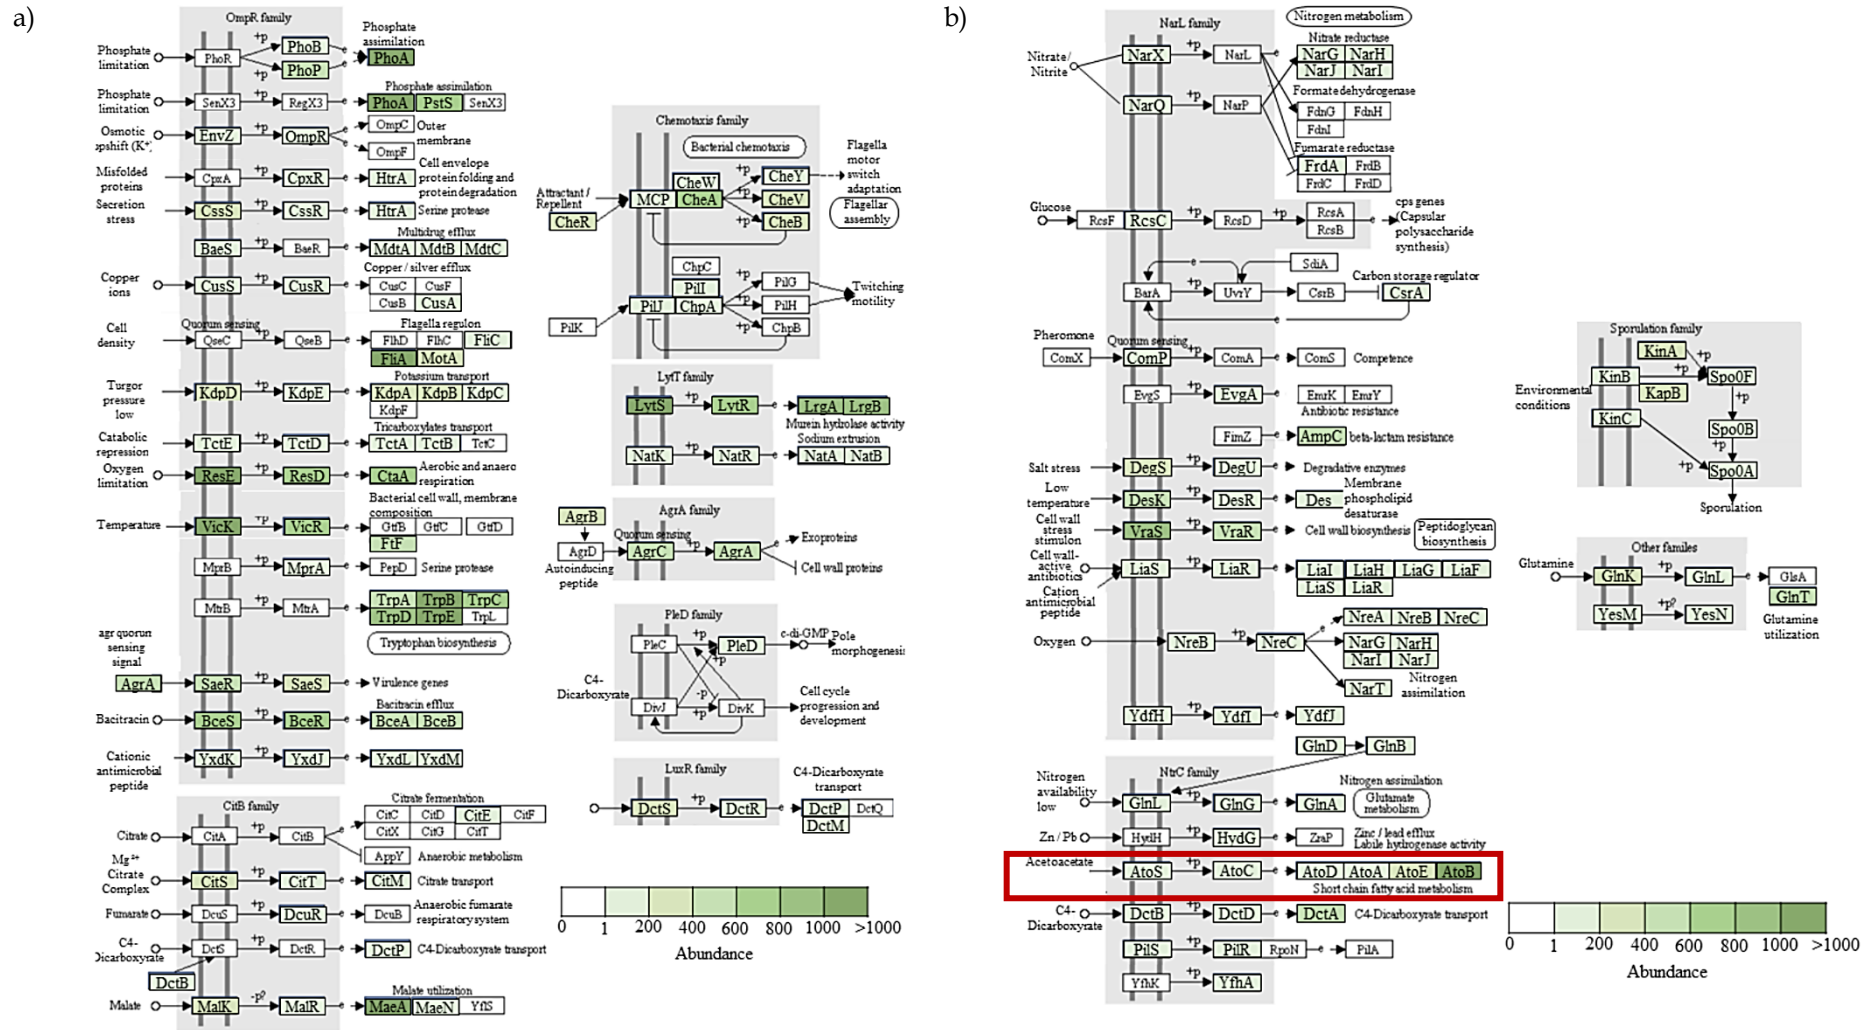 a)
OmpR family
Phosphate limitation
PhoR
+p
+p
PhoB
PhoP
e
e
Phosphate assimilation
PhoA
Phosphate limitation
SenX3
+p
RegX3
e
Phosphate assimilation
PhoA PstS SenX3
Osmotic
EnvZ
+p
OmpR
e
OmpC
OmpF
Outer membrane
Misfolded proteins
CpxA
+p
CpxR
e
HtrA
Cell envelope
protein folding and
protein degradation
Secretion stress
CssS
+p
CssR
e
HtrA
Serine protease
BaeS
+p
BaeR
e
Multidrug efflux
MdtA MdtB MdtC
Copper ions
CusS
+p
CusR
e
Copper / silver efflux
CusC CusF
CusB CusA
Cell density
Quorum sensing
QseC
+p
QseB
e
Flagella regulon
FlhD FlhC FliC
FliA MotA
Turgor pressure low
KdpD
+p
KdpE
e
Potassium transport
KdpA KdpB KdpC
KdpF
Catabolic repression
TctE
+p
TctD
e
Tricarboxylates transport
TctA TctB TctC
Oxygen limitation
ResE
+p
ResD
e
CtaA
Aerobic and anaero
respiration
Temperature
VicK
+p
VicR
e
Bacterial cell wall, membrane
composition
GtfB GtfC GtfD
FtF
MprB
+p
MprA
e
PepD
Serine protease
MtrB
+p
MtrA
e
TrpA TrpB TrpC
TrpD TrpE TrpL
Tryptophan biosynthesis
agr quorun
sensing
signal
AgrA
SaeR
+p
SaeS
e
Virulence genes
Bacitracin
BceS
+p
BceR
e
Bacitracin efflux
BceA BceB
Cationic
antimicrobial
peptide
YxdK
+p
YxdJ
e
YxdL YxdM
CitB family
Citrate
CitA
+p
CitB
e
Citrate fermentation
CitC CitD CitE CitF
CitX CitG CitT
AppY
Anaerobic metabolism
Mg2+
Citrate
Complex
CitS
+p
CitT
e
CitM
Citrate transport
Fumarate
DcuS
+p
DcuR
e
DcuB
Anaerobic fumarate
respiratory system
C4-
Dicarboxyrate
DctS
+p
DctR
e
DctP
C4-Dicarboxyrate transport
DctB
Malate
MalK
-p?
MalR
e
Malate utilization
MaeA MaeN YflS
Chemotaxis family
Bacterial chemotaxis
Attractant /
Repellent
CheR
MCP
CheW
CheA
+p
+p
+p
CheY
CheV
CheB
Flagella
motor
switch
adaptation
Flagellar
assembly
PilK
PilJ
ChpC
PilI
ChpA
+p
+p
+p
PilG
PilH
ChpB
Twitching
motility
LytT family
LytS
+p
LytR
e
LrgA LrgB
Murein hydrolase activity
NatK
+p
NatR
e
Sodium extrusion
NatA NatB
AgrA family
AgrB
AgrD
Autoinducing
peptide
Quorum sensing
AgrC
+p
AgrA
e
Exoproteins
Cell wall proteins
PleD family
PleC
+p
PleD
+p
c-di-GMP
Pole
morphogenesi
C4-
Dicarboxyrate
DivJ
-p
+p
DivK
Cell cycle
progression and
development
LuxR family
DctS
+p
DctR
e
C4-Dicarboxyrate
transport
DctP DctQ
DctM
0 1 200 600 800 1000 >1000
Abundance
b)
NarL family
Nitrogen metabolism
Nitrate /
Nitrite
NarX
+p
NarL
e
Nitrate reductase
NarG NarH
NarJ NarI
NarQ
+p
NarP
Formate dehydrogenase
FdnG FdnH
FdnI
Fumarate reductase
FrdA FrdB
FrdC FrdD
Glucose
RcsF
RcsC
+p
RcsD
+p
RcsA
RcsB
e
cps genes
(Capsular
polysaccharide
synthesis)
e
SdiA
BarA
+p
UvrY
e
CsrB
Carbon storage regulator
CsrA
e
Pheromone
ComX
Quorum sensing
ComP
+p
ComA
e
ComS
Competence
EvgS
+p
EvgA
e
EmrK EmrY
Antibiotic resistance
FimZ
e
AmpC
beta-lactam resistance
Salt stress
DegS
+p
DegU
e
Degradative enzymes
Low
temperature
DesK
+p
DesR
e
Des
Membrane
phospholipid
desaturase
Cell wall
stress
stimulon
VraS
+p
VraR
e
Cell wall biosynthesis
Peptidoglycan
biosynthesis
Cell wall-
active
antibiotics
Cation
antimicrobial
peptide
LiaS
+p
LiaR
e
LiaI LiaH LiaG LiaF
LiaS LiaR
Oxygen
NreB
+p
NreC
e
NreA NreB NreC
NarG NarH
NarI NarJ
NarT
Nitrogen
assimilation
YdfH
+p
YdfI
e
YdfJ
GlnD
GlnB
NtrC family
Nitrogen
availability
low
GlnL
+p
GlnG
e
GlnA
Nitrogen assimilation
Glutamate
metabolism
Zn / Pb
HydH
+p
HydG
e
ZraP
Zinc / lead efflux
Labile hydrogenase activity
Acetoacetate
AtoS
+p
AtoC
e
AtoD AtoA AtoE AtoB
Short chain fatty acid metabolism
C4-
Dicarboxyrate
DctB
+p
DctD
e
DctA
C4-Dicarboxyrate transport
PilS
+p
PilR
RpoN
e
PilA
YfhK
+p
YfhA
Sporulation family
Environmental
conditions
KinA
KinB
KapB
KinC
+p
+p
Spo0F
+p
Spo0B
+p
+p
Spo0A
Sporulation
Other familes
Glutamine
GlnK
+p
GlnL
e
GlsA
GlnT
Glutamine
utilization
YesM
+p?
YesN
0 1 200 400 600 1000 >1000
Abundance